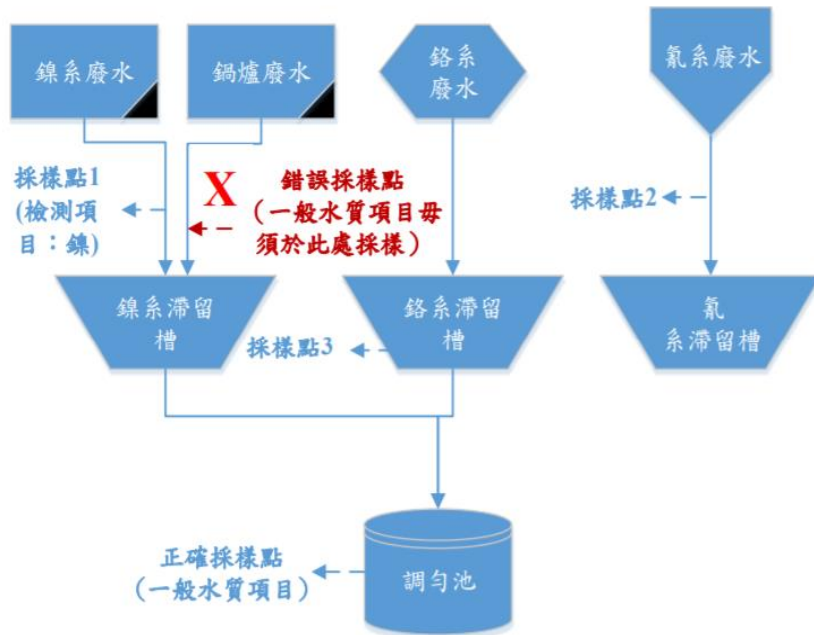 鎳系廢水
鍋爐廢水
鉻系
廢水
氰系廢水
採樣點1
(檢測項
目：鎳)
X
錯誤採樣點
（一般水質項目毋
須於此處採樣）
採樣點2
鎳系滯留
槽
採樣點3
鉻系滯留
槽
氰
系滯留槽
正確採樣點
（一般水質項目）
調勻池